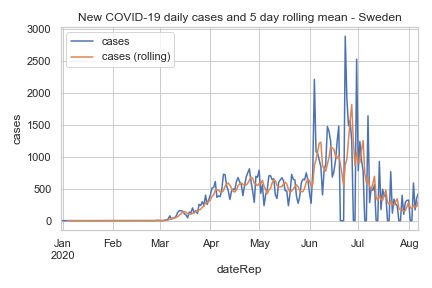 New COVID-19 daily cases and 5 day rolling mean - Sweden
cases
cases (rolling)
3000
2500
2000
1500
1000
500
0
cases
Jan Feb Mar Apr May Jun Jul Aug
2020
dateRep